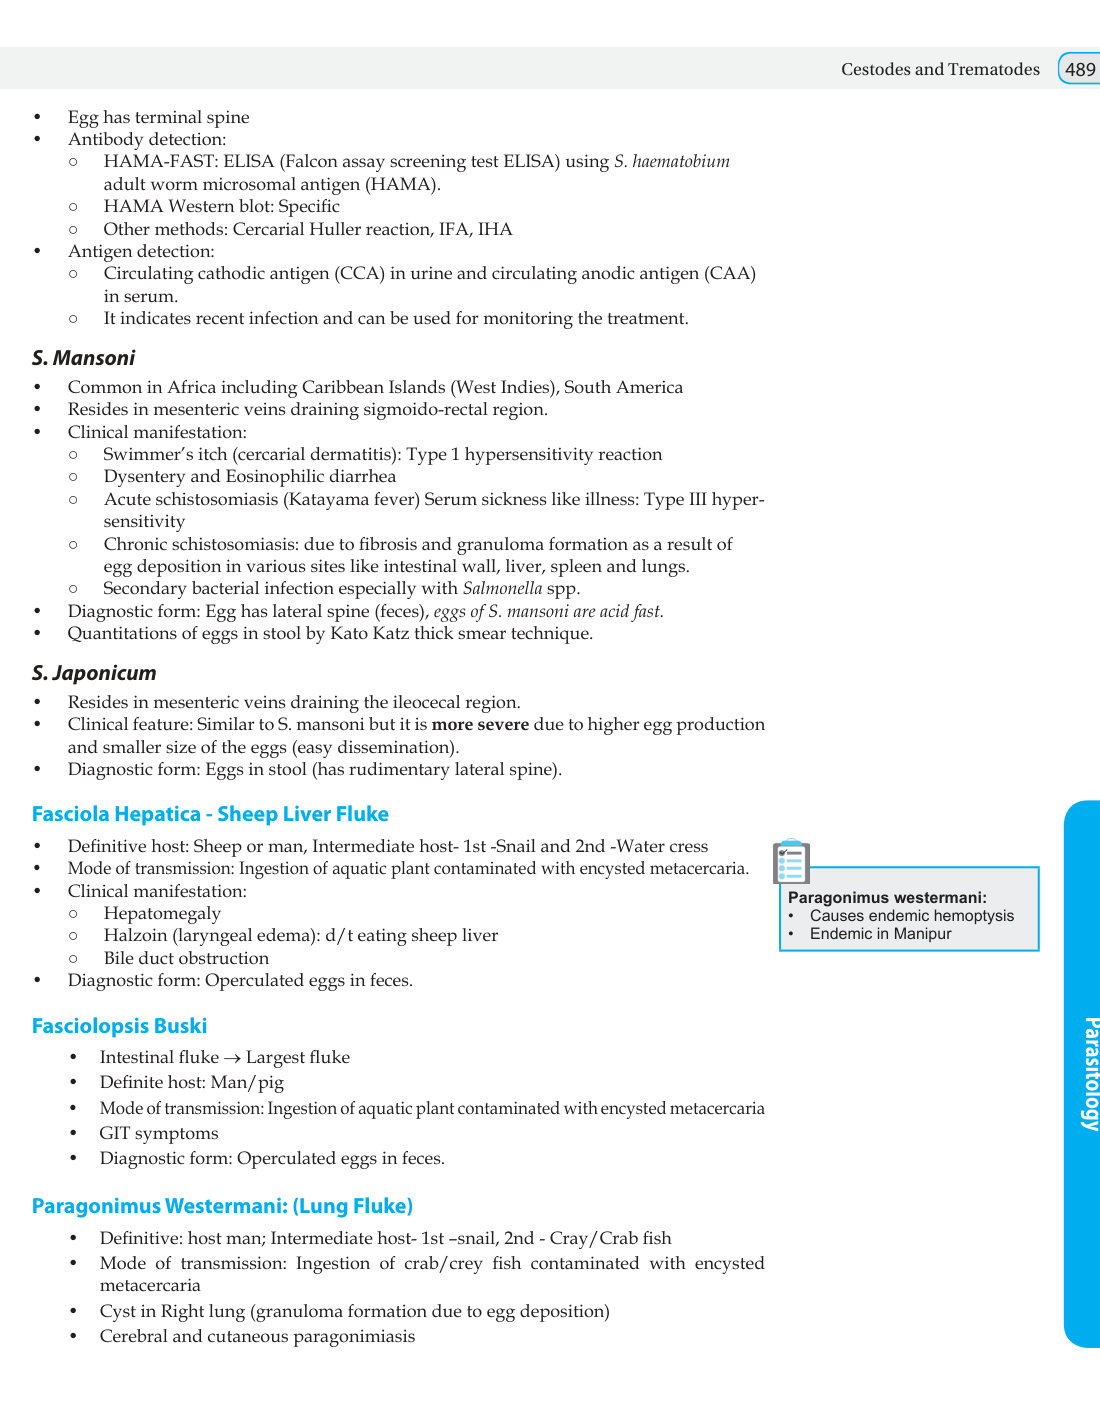 Cestodes and Trematodes 489
• Egg has terminal spine
• Antibody detection:
○ HAMA-FAST: ELISA (Falcon assay screening test ELISA) using S. haematobium
adult worm microsomal antigen (HAMA).
○ HAMA Western blot: Specific
○ Other methods: Cercarial Huller reaction, IFA, IHA
• Antigen detection:
○ Circulating cathodic antigen (CCA) in urine and circulating anodic antigen (CAA)
in serum.
○ It indicates recent infection and can be used for monitoring the treatment.
S. Mansoni
• Common in Africa including Caribbean Islands (West Indies), South America
• Resides in mesenteric veins draining sigmoido-rectal region.
• Clinical manifestation:
○ Swimmer's itch (cercarial dermatitis): Type 1 hypersensitivity reaction
○ Dysentery and Eosinophilic diarrhea
○ Acute schistosomiasis (Katayama fever) Serum sickness like illness: Type III hyper-
sensitivity
○ Chronic schistosomiasis: due to fibrosis and granuloma formation as a result of
egg deposition in various sites like intestinal wall, liver, spleen and lungs.
○ Secondary bacterial infection especially with Salmonella spp.
• Diagnostic form: Egg has lateral spine (feces), eggs of S. mansoni are acid fast.
• Quantitations of eggs in stool by Kato Katz thick smear technique.
S. Japonicum
• Resides in mesenteric veins draining the ileocecal region.
• Clinical feature: Similar to S. mansoni but it is more severe due to higher egg production
and smaller size of the eggs (easy dissemination).
• Diagnostic form: Eggs in stool (has rudimentary lateral spine).
Fasciola Hepatica - Sheep Liver Fluke
• Definitive host: Sheep or man, Intermediate host- 1st -Snail and 2nd -Water cress
• Mode of transmission: Ingestion of aquatic plant contaminated with encysted metacercaria.
• Clinical manifestation:
○ Hepatomegaly
○ Halzoin (laryngeal edema): d/t eating sheep liver
○ Bile duct obstruction
• Diagnostic form: Operculated eggs in feces.
Paragonimus westermani:
• Causes endemic hemoptysis
• Endemic in Manipur
Fasciolopsis Buski
• Intestinal fluke → Largest fluke
• Definite host: Man/pig
• Mode of transmission: Ingestion of aquatic plant contaminated with encysted metacercaria
• GIT symptoms
• Diagnostic form: Operculated eggs in feces.
Paragonimus Westermani: (Lung Fluke)
• Definitive: host man; Intermediate host- 1st –snail, 2nd - Cray/Crab fish
• Mode of transmission: Ingestion of crab/crey fish contaminated with encysted
metacercaria
• Cyst in Right lung (granuloma formation due to egg deposition)
• Cerebral and cutaneous paragonimiasis
Parasitology